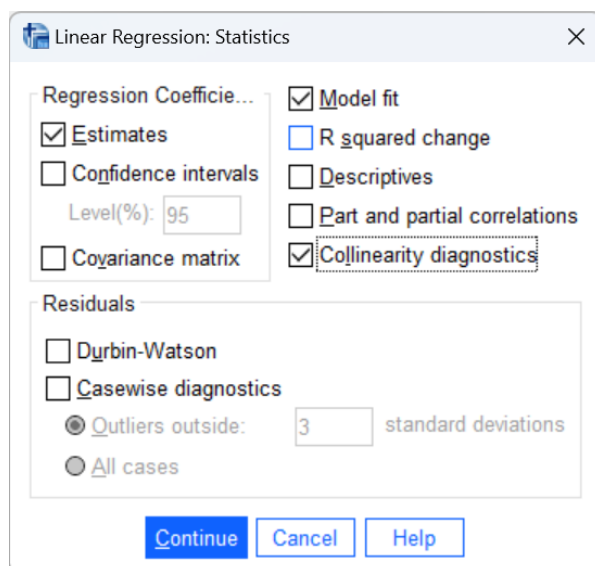 Linear Regression: Statistics
Regression Coefficie...
Estimates
Confidence intervals
Level(%): 95
Covariance matrix
Model fit
R squared change
Descriptives
Part and partial correlations
Collinearity diagnostics
Residuals
Durbin-Watson
Casewise diagnostics
Outliers outside: 3 standard deviations
All cases
Continue Cancel Help